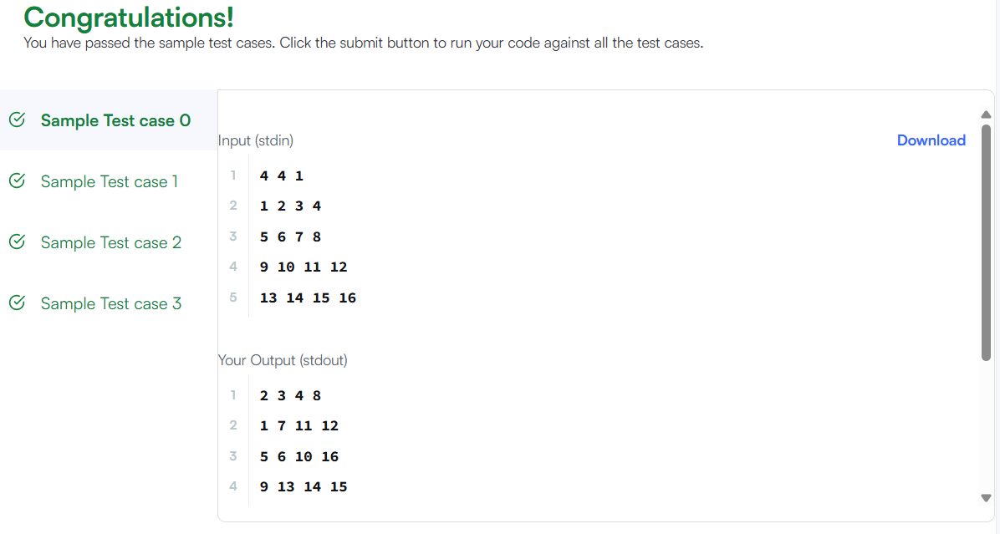 Congratulations!
You have passed the sample test cases. Click the submit button to run your code against all the test cases.
Sample Test case 0
Sample Test case 1
Sample Test case 2
Sample Test case 3
Input (stdin)
Download
1 4 4 1
2 1 2 3 4
3 5 6 7 8
4 9 10 11 12
5 13 14 15 16
Your Output (stdout)
1 2 3 4 8
2 1 7 11 12
3 5 6 10 16
4 9 13 14 15